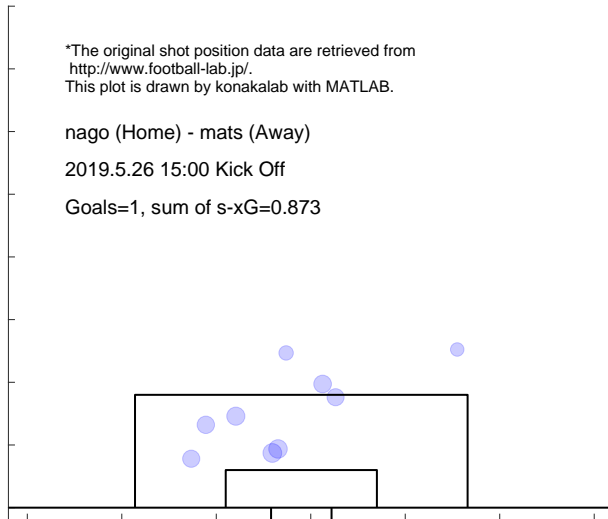 *The original shot position data are retrieved from
http://www.football-lab.jp/.
This plot is drawn by konakalab with MATLAB.
nago (Home) - mats (Away)
2019.5.26 15:00 Kick Off
Goals=1, sum of s-xG=0.873